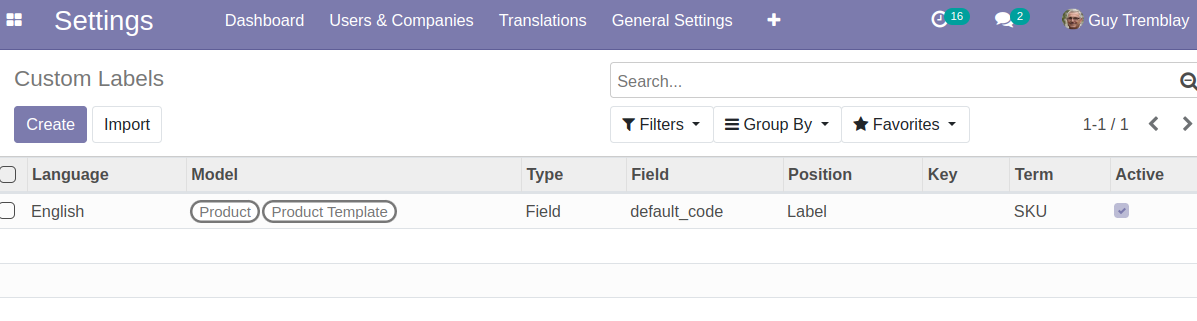 Settings Dashboard Users & Companies Translations General Settings 16 2 Guy Tremblay
Custom Labels Search...
Create Import Filters Group By Favorites 1-1 / 1
Language Model Type Field Position Key Term Active
English Product Product Template Field default_code Label SKU